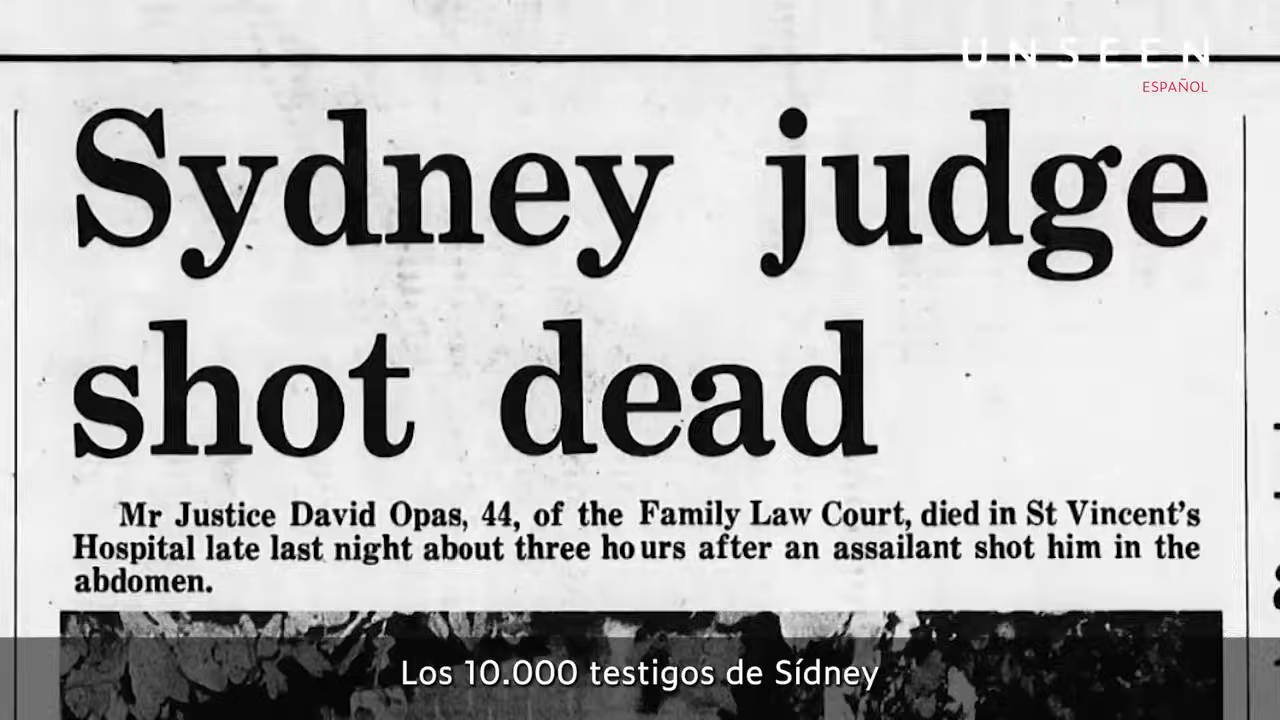 UNSEEN
ESPAÑOL
Sydney judge
shot dead
Mr Justice David Opas, 44, of the Family Law Court, died in St Vincent's
Hospital late last night about three hours after an assailant shot him in the
abdomen.
Los 10.000 testigos de Sídney